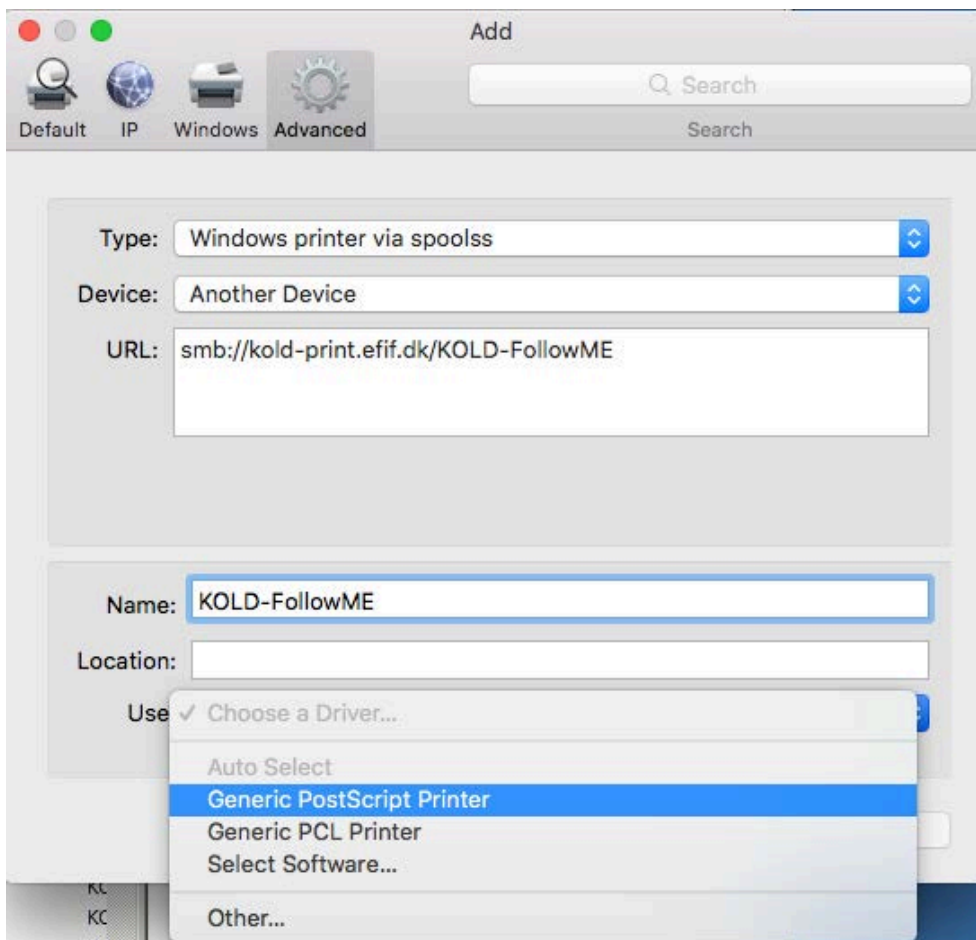 Add
Default IP Windows Advanced
Search
Search
Type: Windows printer via spoolss
Device: Another Device
URL: smb://kold-print.efif.dk/KOLD-FollowME
Name: KOLD-FollowME
Location:
Use ✓ Choose a Driver...
Auto Select
Generic PostScript Printer
Generic PCL Printer
Select Software...
Other...